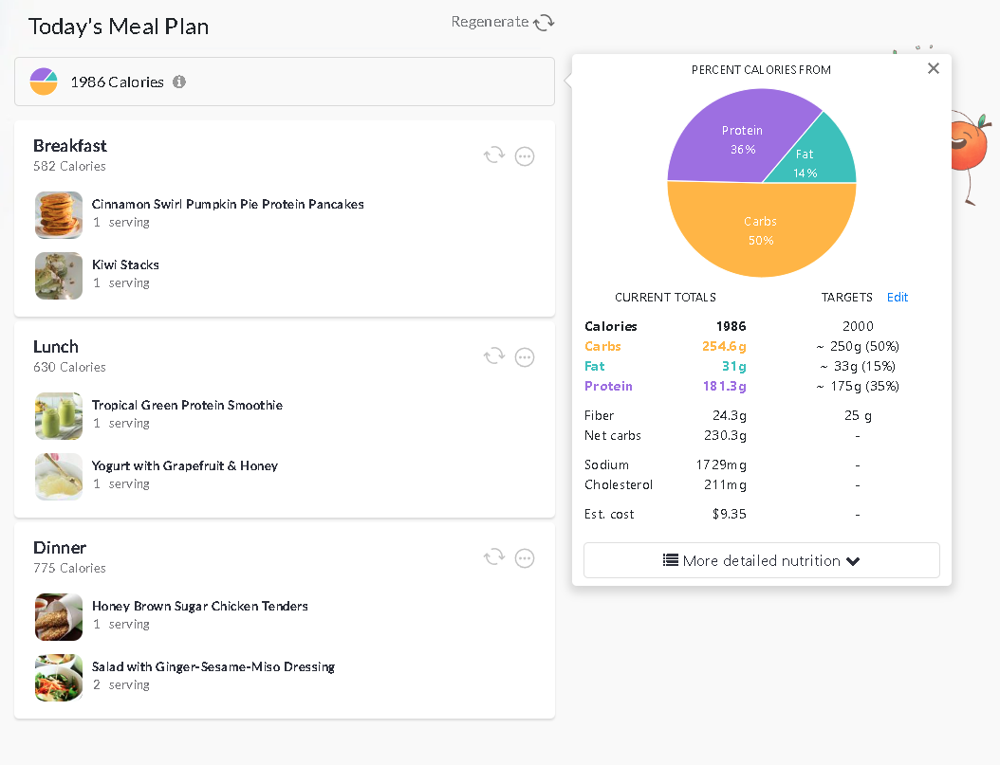 Today's Meal Plan
Regenerate
1986 Calories
Breakfast
582 Calories
Cinnamon Swirl Pumpkin Pie Protein Pancakes
1 serving
Kiwi Stacks
1 serving
Lunch
630 Calories
Tropical Green Protein Smoothie
1 serving
Yogurt with Grapefruit & Honey
1 serving
Dinner
775 Calories
Honey Brown Sugar Chicken Tenders
1 serving
Salad with Ginger-Sesame-Miso Dressing
2 serving
PERCENT CALORIES FROM
Protein
36%
Fat
14%
Carbs
50%
CURRENT TOTALS TARGETS Edit
Calories 1986 2000
Carbs 254.6g ~ 250g (50%)
Fat 31g ~ 33g (15%)
Protein 181.3g ~ 175g (35%)
Fiber 24.3g 25 g
Net carbs 230.3g -
Sodium 1729mg -
Cholesterol 211mg -
Est. cost $9.35 -
More detailed nutrition